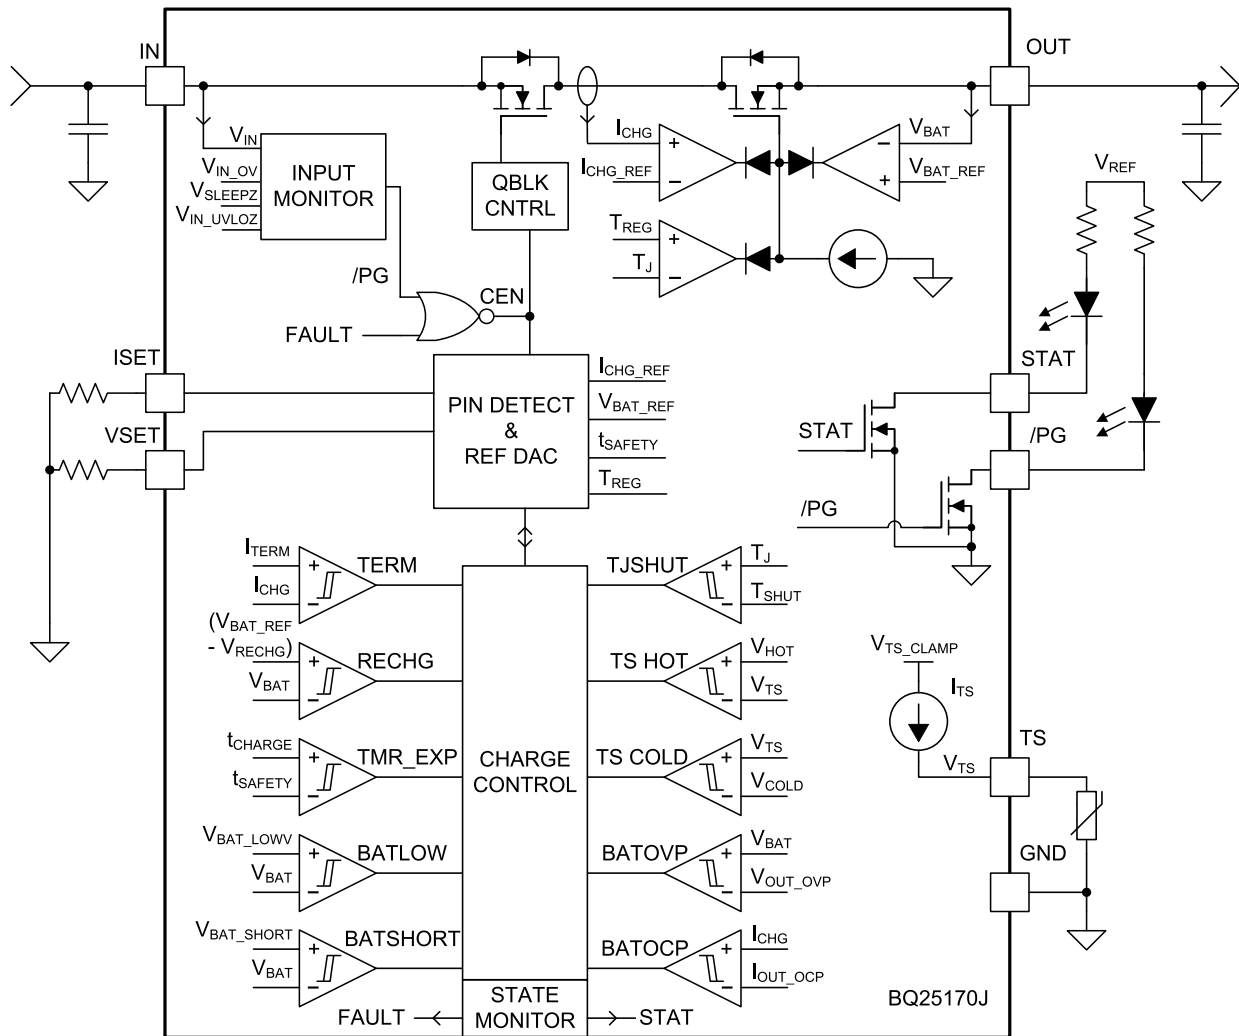 IN
OUT
V_IN
V_IN_OV
V_SLEEPZ
V_IN_UVLOZ
INPUT
MONITOR
QBLK
CNTRL
I_CHG
+
I_CHG_REF
−
V_BAT
−
V_BAT_REF
+
V_REF
T_REG
+
T_J
−
/PG
CEN
FAULT
ISET
VSET
PIN DETECT
&
REF DAC
I_CHG_REF
V_BAT_REF
t_SAFETY
T_REG
STAT
/PG
STAT
/PG
I_TERM
+
TERM
I_CHG
−
TJSHUT
T_J
+
T_SHUT
−
(V_BAT_REF
- V_RECHG)
+
RECHG
V_BAT
−
TS HOT
V_HOT
+
V_TS
−
t_CHARGE
+
TMR_EXP
t_SAFETY
−
TS COLD
V_TS
+
V_COLD
−
V_BAT_LOWV
+
BATLOW
V_BAT
−
BATOVP
V_BAT
+
V_OUT_OVP
−
V_BAT_SHORT
+
BATSHORT
V_BAT
−
BATOCP
I_CHG
+
I_OUT_OCP
−
CHARGE
CONTROL
STATE
MONITOR
FAULT
STAT
V_TS_CLAMP
I_TS
V_TS
TS
GND
BQ25170J